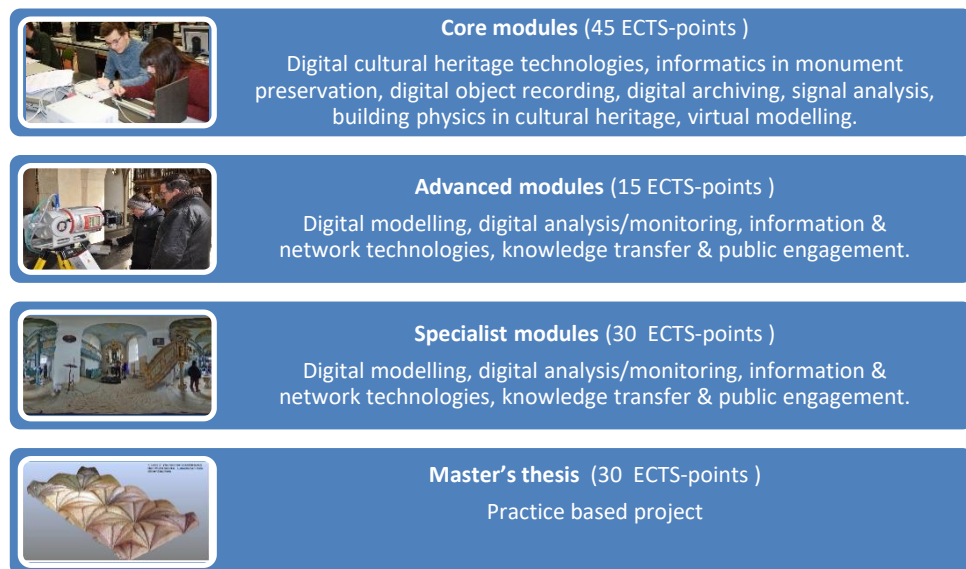 Core modules (45 ECTS-points )
Digital cultural heritage technologies, informatics in monument
preservation, digital object recording, digital archiving, signal analysis,
building physics in cultural heritage, virtual modelling.
Advanced modules (15 ECTS-points )
Digital modelling, digital analysis/monitoring, information &
network technologies, knowledge transfer & public engagement.
Specialist modules (30 ECTS-points )
Digital modelling, digital analysis/monitoring, information &
network technologies, knowledge transfer & public engagement.
Master's thesis (30 ECTS-points )
Practice based project